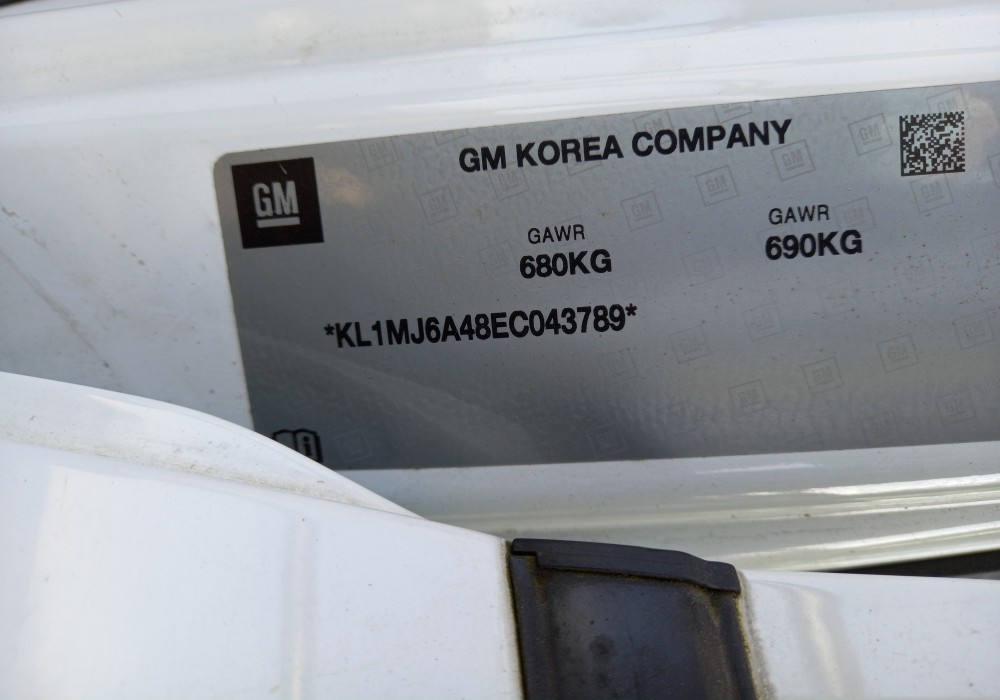 GM KOREA COMPANY
GM
GAWR GAWR
680KG 690KG
*KL1MJ6A48EC043789*